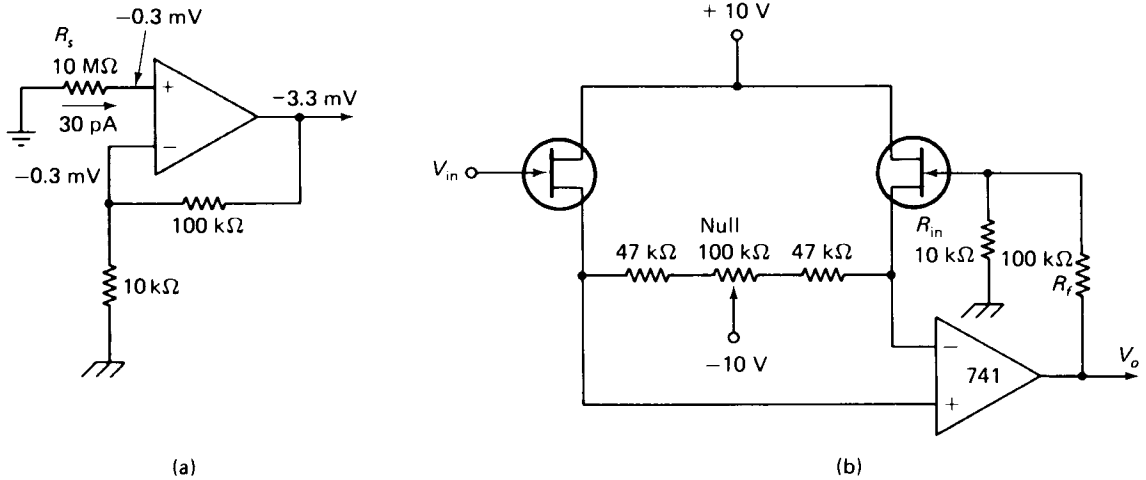 −0.3 mV
R_s
10 MΩ
+
−3.3 mV
30 pA
−
−0.3 mV
100 kΩ
10 kΩ
(a)
+ 10 V
V_in
Null
47 kΩ 100 kΩ 47 kΩ
R_in
10 kΩ
100 kΩ
R_f
−10 V
−
741
+
V_o
(b)